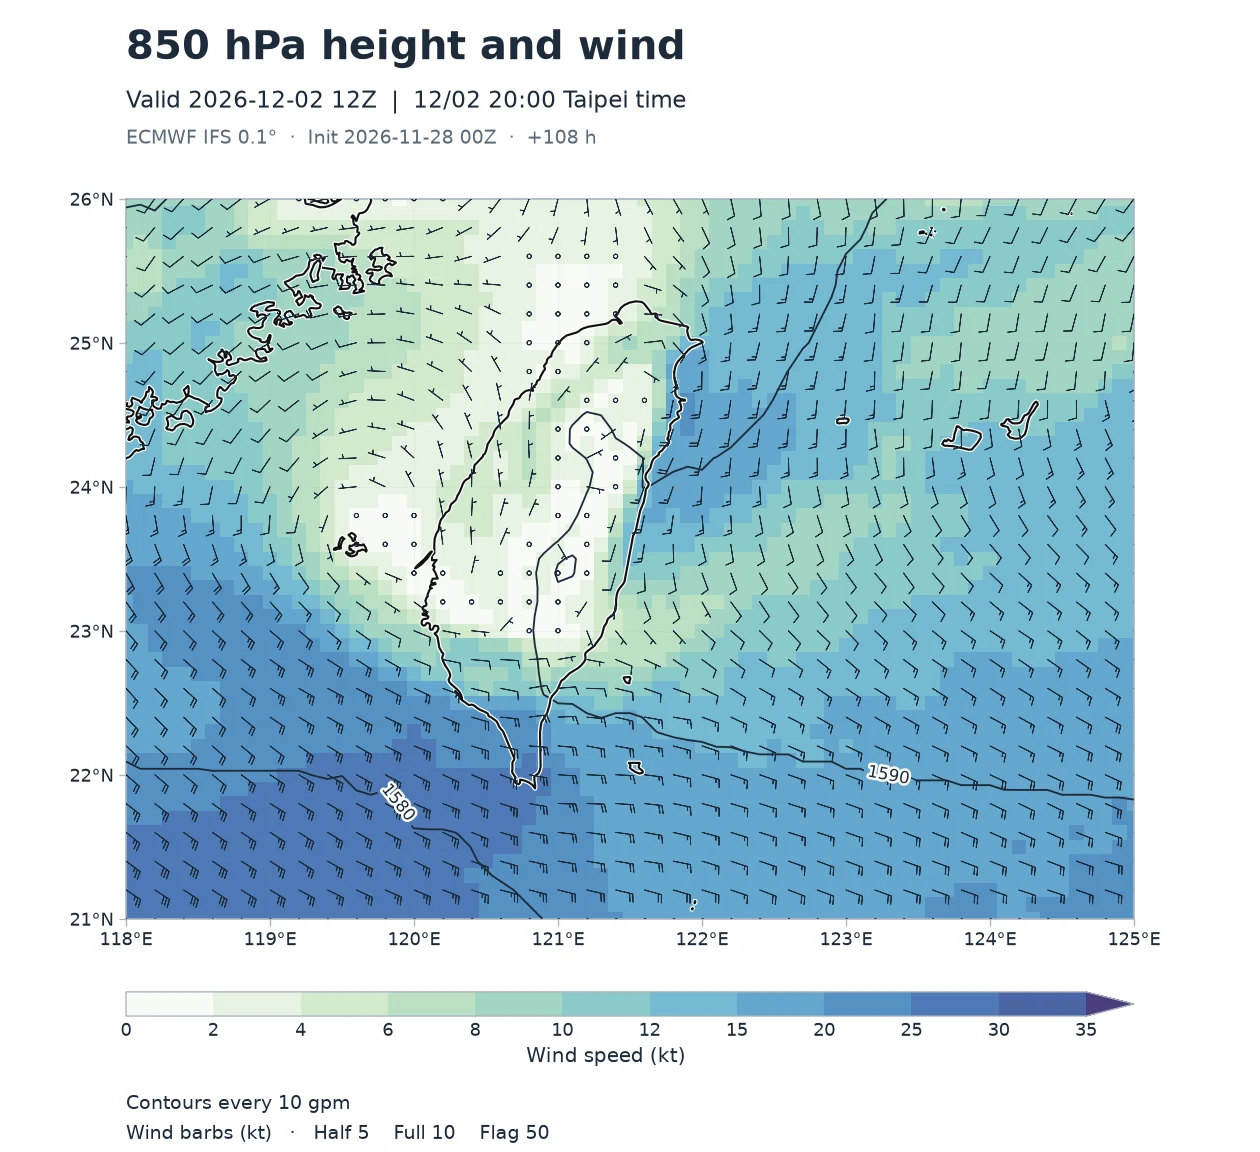 850 hPa height and wind
Valid 2026-12-02 12Z | 12/02 20:00 Taipei time
ECMWF IFS 0.1° · Init 2026-11-28 00Z · +108 h
26°N
25°N
24°N
23°N
22°N
21°N
1580
1590
118°E 119°E 120°E 121°E 122°E 123°E 124°E 125°E
0 2 4 6 8 10 12 15 20 25 30 35
Wind speed (kt)
Contours every 10 gpm
Wind barbs (kt) · Half 5 Full 10 Flag 50